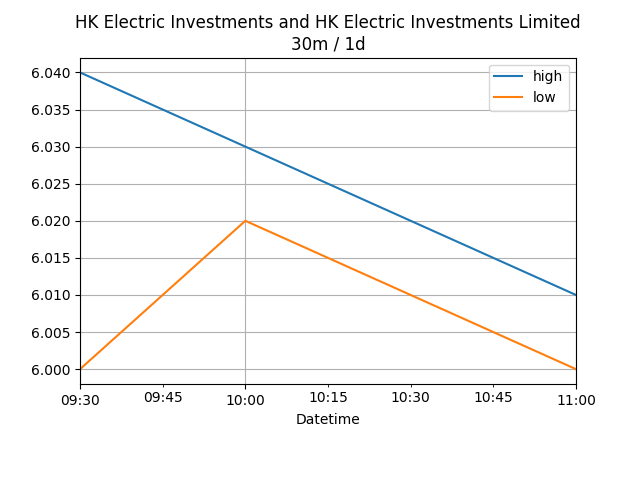 HK Electric Investments and HK Electric Investments Limited
30m / 1d
high
low
6.040
6.035
6.030
6.025
6.020
6.015
6.010
6.005
6.000
09:30 09:45 10:00 10:15 10:30 10:45 11:00
Datetime